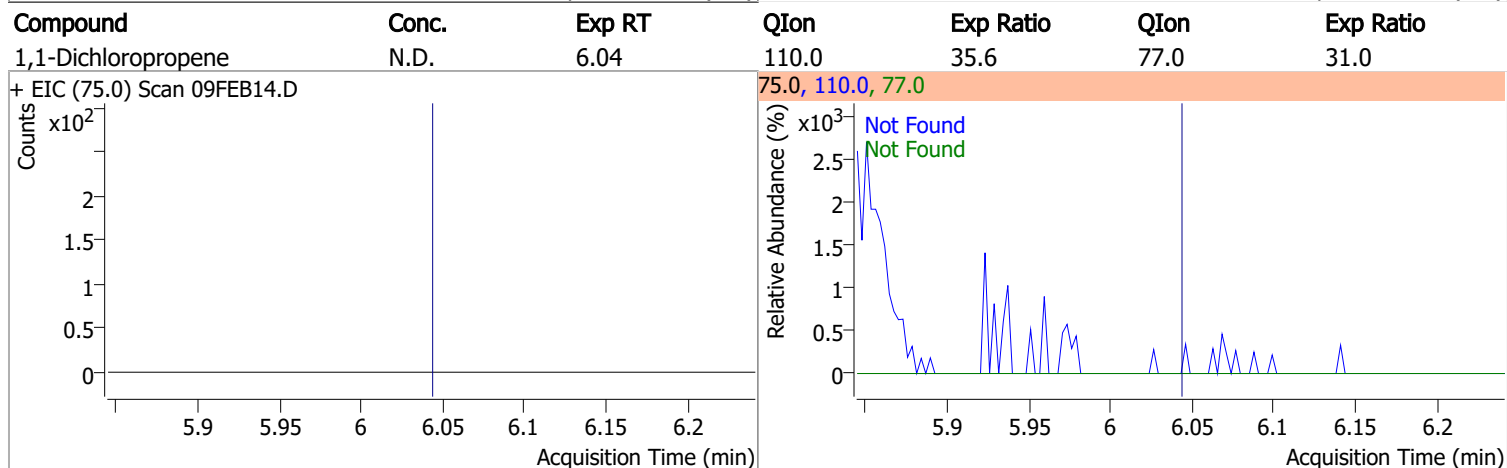 Compound Conc. Exp RT QIon Exp Ratio QIon Exp Ratio
1,1-Dichloropropene N.D. 6.04 110.0 35.6 77.0 31.0
+ EIC (75.0) Scan 09FEB14.D
Counts
x10²
2
1.5
1
0.5
0
5.9 5.95 6 6.05 6.1 6.15 6.2
Acquisition Time (min)
75.0, 110.0, 77.0
Relative Abundance (%)
x10³
Not Found
Not Found
2.5
2
1.5
1
0.5
0
5.9 5.95 6 6.05 6.1 6.15 6.2
Acquisition Time (min)